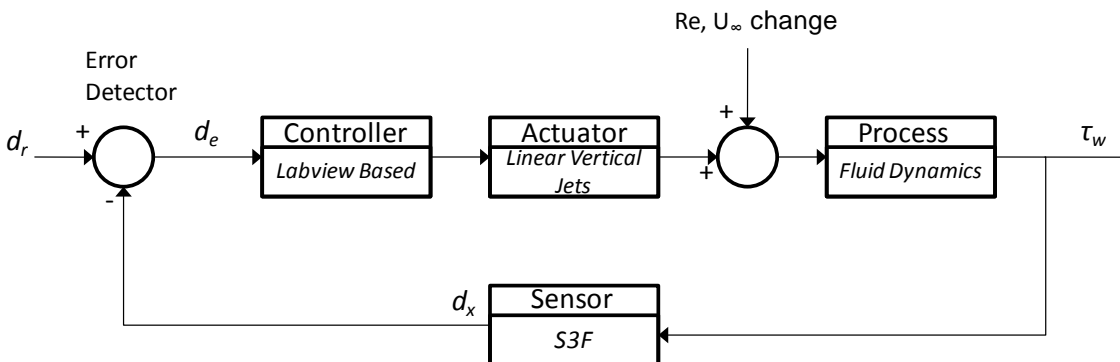 Re, U∞ change
Error
Detector
+
d_r
+
d_e
Controller
Labview Based
Actuator
Linear Vertical
Jets
+
Process
Fluid Dynamics
τ_w
-
d_x
Sensor
S3F